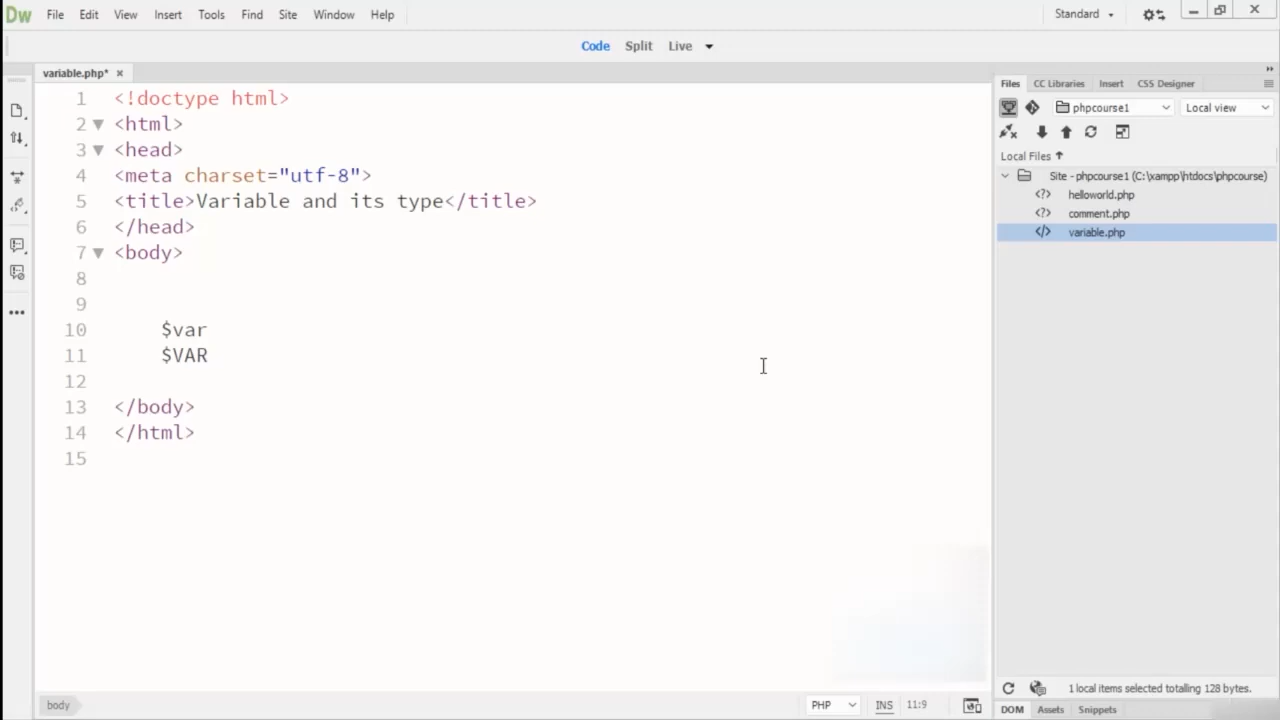 Dw File Edit View Insert Tools Find Site Window Help Standard
Code Split Live
variable.php*
1 <!doctype html>
2 <html>
3 <head>
4 <meta charset="utf-8">
5 <title>Variable and its type</title>
6 </head>
7 <body>
8
9
10 $var
11 $VAR
12
13 </body>
14 </html>
15
body PHP INS 11:9
Files CC Libraries Insert CSS Designer
phpcourse1 Local view
Local Files
Site - phpcourse1 (C:\xampp\htdocs\phpcourse)
helloworld.php
comment.php
variable.php
1 local items selected totalling 128 bytes.
DOM Assets Snippets